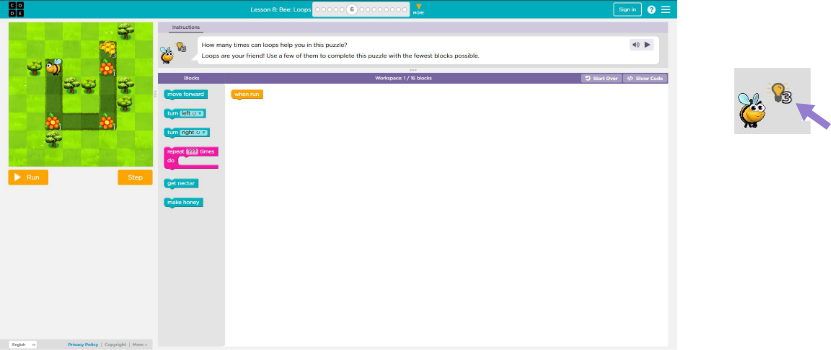 C O
D E
Lesson 8: Bee: Loops
6
MORE
Sign in
?
Instructions
How many times can loops help you in this puzzle?
Loops are your friend! Use a few of them to complete this puzzle with the fewest blocks possible.
Blocks
Workspace: 1 / 16 blocks
Start Over
Show Code
move forward
when run
turn left
turn right
repeat ??? times
do
get nectar
make honey
Run
Step
English
Privacy Policy | Copyright | More
3